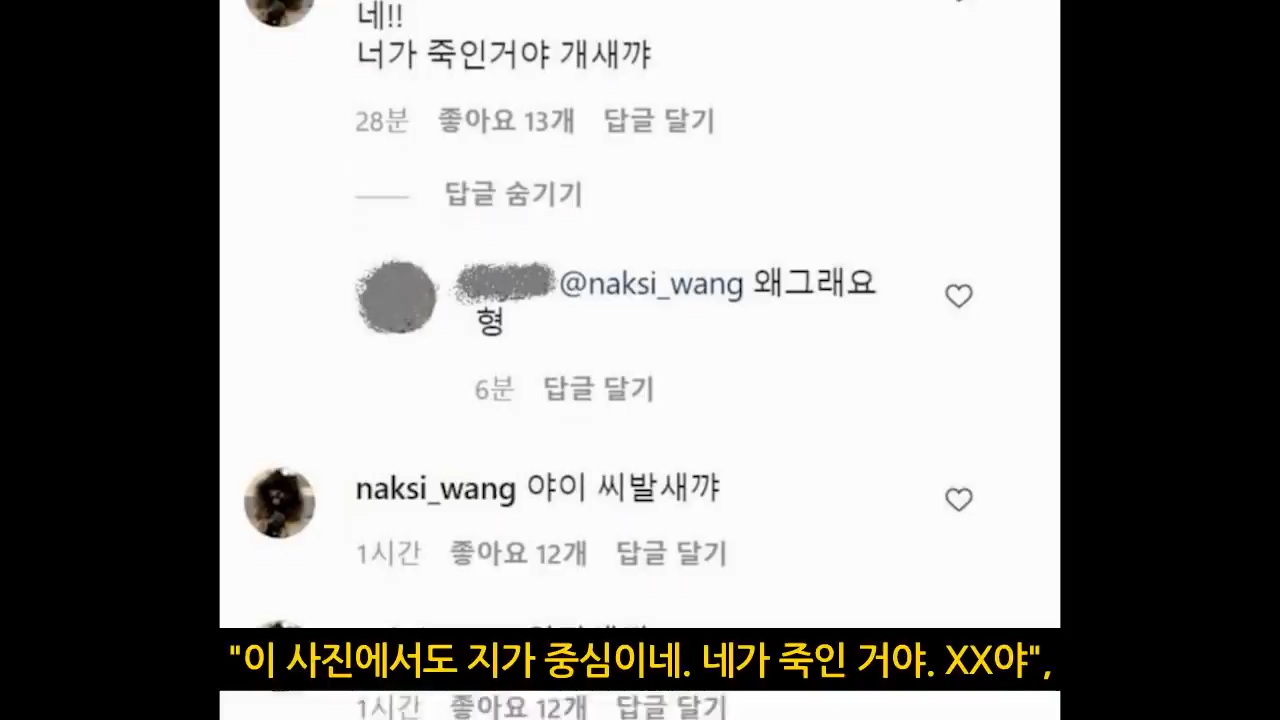 네!!
너가 죽인거야 개새꺄
28분 좋아요 13개 답글 달기
답글 숨기기
@naksi_wang 왜그래요
형
6분 답글 달기
naksi_wang 야이 씨발새꺄
1시간 좋아요 12개 답글 달기
"이 사진에서도 지가 중심이네. 네가 죽인 거야. XX야",
1시간 좋아요 12개 답글 달기